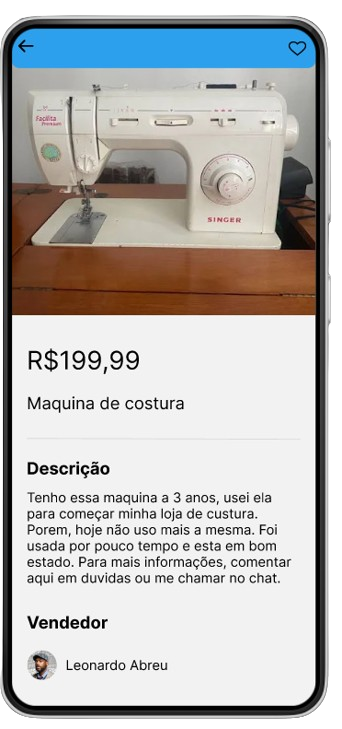 Facilita
Premium
SINGER
R$199,99
Maquina de costura
Descrição
Tenho essa maquina a 3 anos, usei ela
para começar minha loja de custura.
Porem, hoje não uso mais a mesma. Foi
usada por pouco tempo e esta em bom
estado. Para mais informações, comentar
aqui em duvidas ou me chamar no chat.
Vendedor
Leonardo Abreu